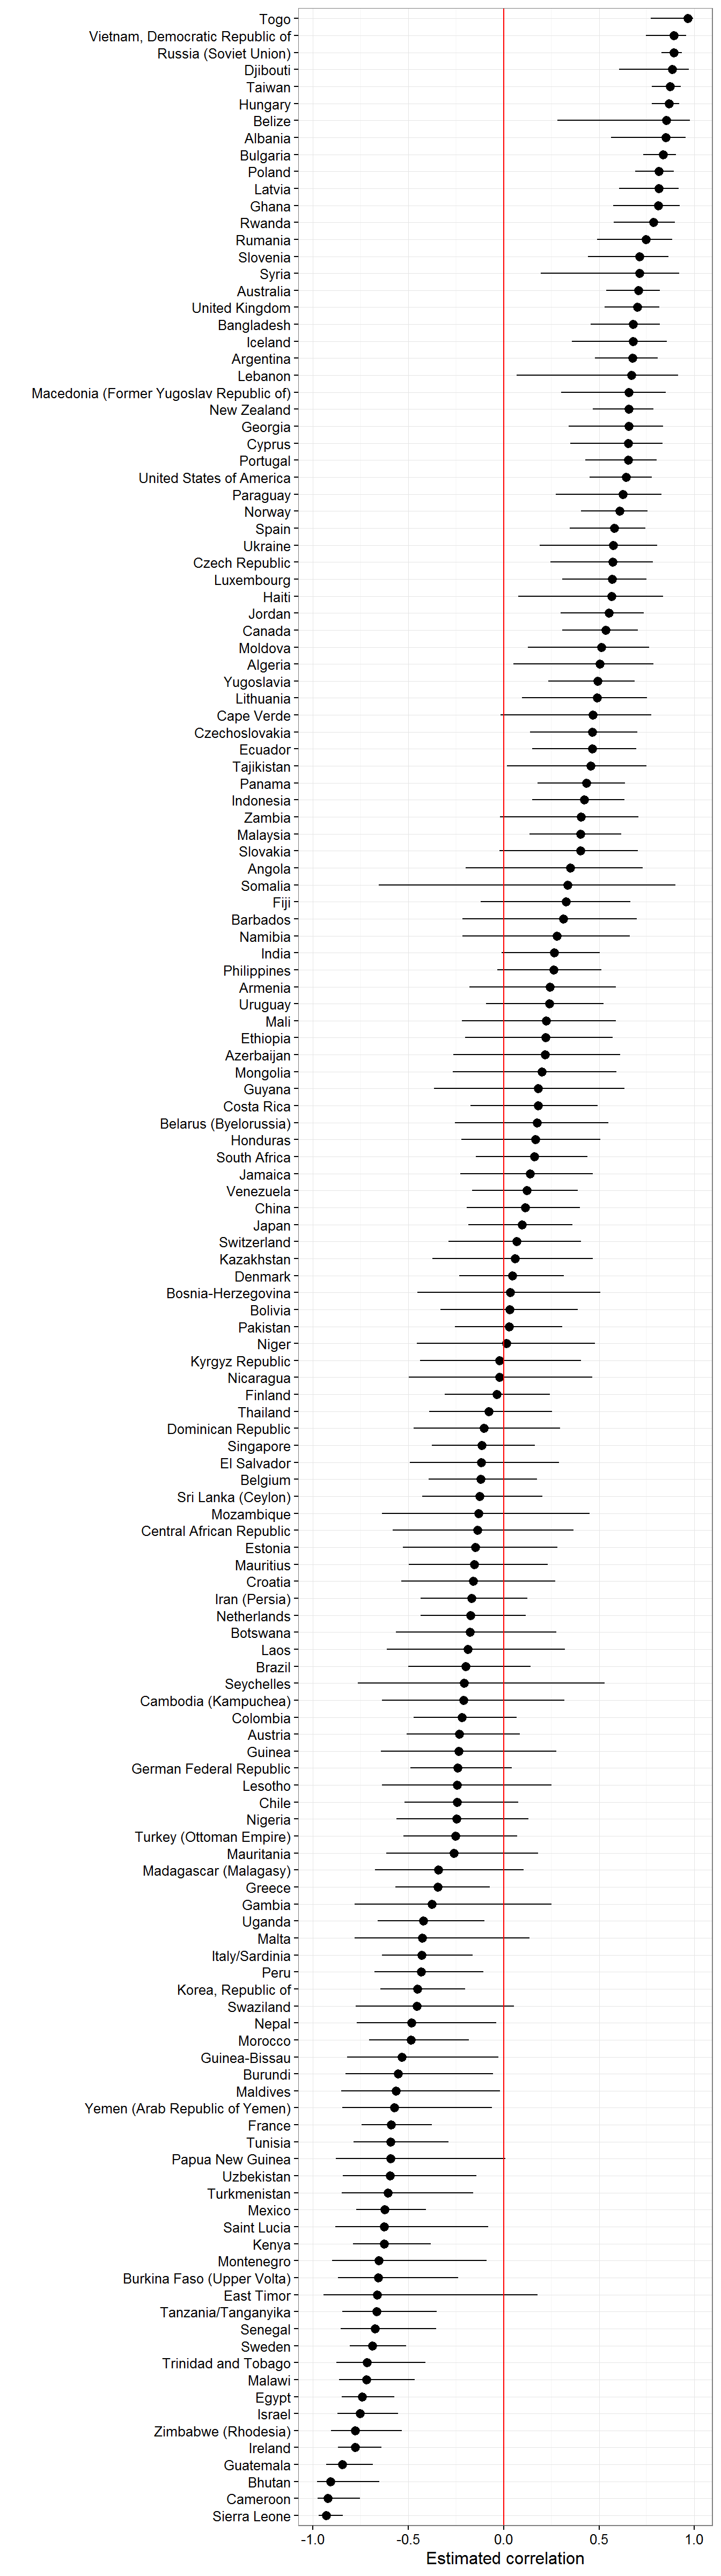 Togo
Vietnam, Democratic Republic of
Russia (Soviet Union)
Djibouti
Taiwan
Hungary
Belize
Albania
Bulgaria
Poland
Latvia
Ghana
Rwanda
Rumania
Slovenia
Syria
Australia
United Kingdom
Bangladesh
Iceland
Argentina
Lebanon
Macedonia (Former Yugoslav Republic of)
New Zealand
Georgia
Cyprus
Portugal
United States of America
Paraguay
Norway
Spain
Ukraine
Czech Republic
Luxembourg
Haiti
Jordan
Canada
Moldova
Algeria
Yugoslavia
Lithuania
Cape Verde
Czechoslovakia
Ecuador
Tajikistan
Panama
Indonesia
Zambia
Malaysia
Slovakia
Angola
Somalia
Fiji
Barbados
Namibia
India
Philippines
Armenia
Uruguay
Mali
Ethiopia
Azerbaijan
Mongolia
Guyana
Costa Rica
Belarus (Byelorussia)
Honduras
South Africa
Jamaica
Venezuela
China
Japan
Switzerland
Kazakhstan
Denmark
Bosnia-Herzegovina
Bolivia
Pakistan
Niger
Kyrgyz Republic
Nicaragua
Finland
Thailand
Dominican Republic
Singapore
El Salvador
Belgium
Sri Lanka (Ceylon)
Mozambique
Central African Republic
Estonia
Mauritius
Croatia
Iran (Persia)
Netherlands
Botswana
Laos
Brazil
Seychelles
Cambodia (Kampuchea)
Colombia
Austria
Guinea
German Federal Republic
Lesotho
Chile
Nigeria
Turkey (Ottoman Empire)
Mauritania
Madagascar (Malagasy)
Greece
Gambia
Uganda
Malta
Italy/Sardinia
Peru
Korea, Republic of
Swaziland
Nepal
Morocco
Guinea-Bissau
Burundi
Maldives
Yemen (Arab Republic of Yemen)
France
Tunisia
Papua New Guinea
Uzbekistan
Turkmenistan
Mexico
Saint Lucia
Kenya
Montenegro
Burkina Faso (Upper Volta)
East Timor
Tanzania/Tanganyika
Senegal
Sweden
Trinidad and Tobago
Malawi
Egypt
Israel
Zimbabwe (Rhodesia)
Ireland
Guatemala
Bhutan
Cameroon
Sierra Leone
-1.0 -0.5 0.0 0.5 1.0
Estimated correlation